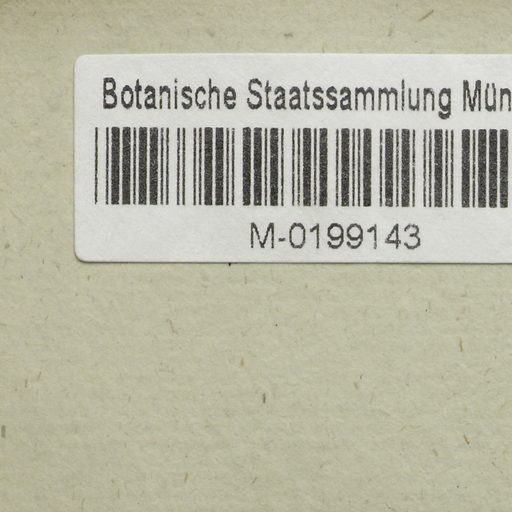 Botanische Staatssammlung Mün
M-0199143